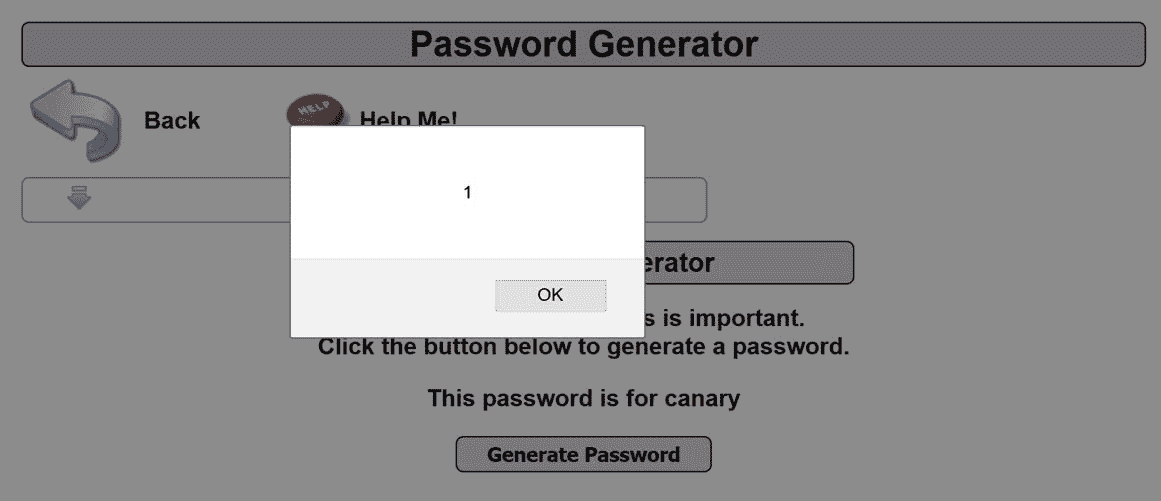 Password Generator
Back
HELP
Help Me!
1
OK
erator
s is important.
Click the button below to generate a password.
This password is for canary
Generate Password